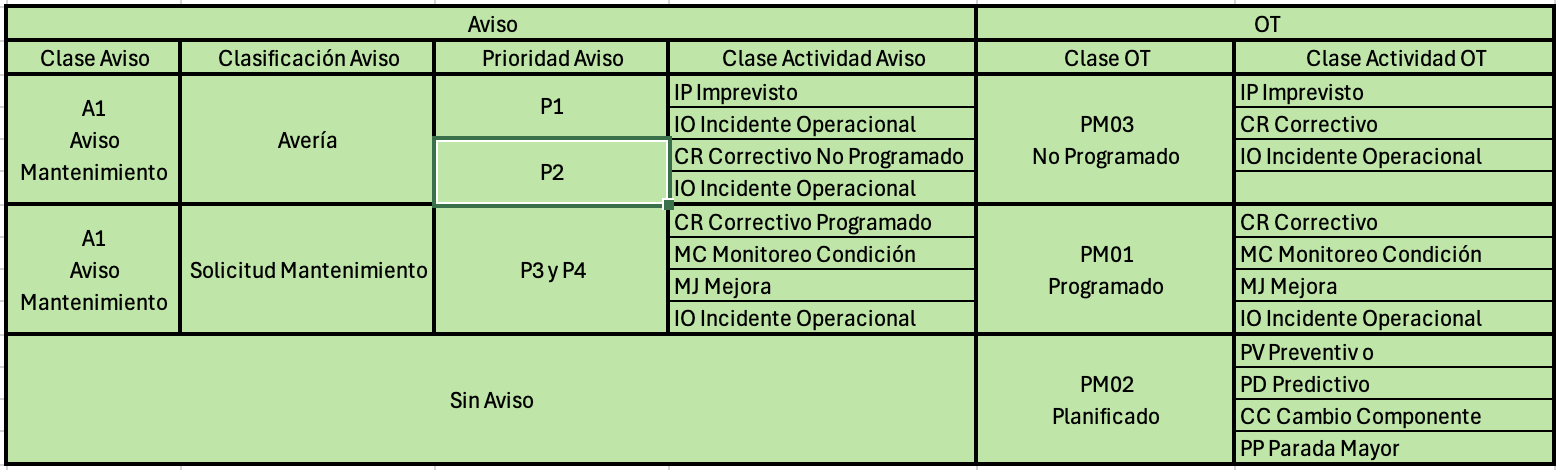 Aviso
OT
Clase Aviso
Clasificación Aviso
Prioridad Aviso
Clase Actividad Aviso
Clase OT
Clase Actividad OT
A1
Aviso
Mantenimiento
Avería
P1
IP Imprevisto
IO Incidente Operacional
P2
CR Correctivo No Programado
IO Incidente Operacional
PM03
No Programado
IP Imprevisto
CR Correctivo
IO Incidente Operacional
A1
Aviso
Mantenimiento
Solicitud Mantenimiento
P3 y P4
CR Correctivo Programado
MC Monitoreo Condición
MJ Mejora
IO Incidente Operacional
PM01
Programado
CR Correctivo
MC Monitoreo Condición
MJ Mejora
IO Incidente Operacional
Sin Aviso
PM02
Planificado
PV Preventiv o
PD Predictivo
CC Cambio Componente
PP Parada Mayor